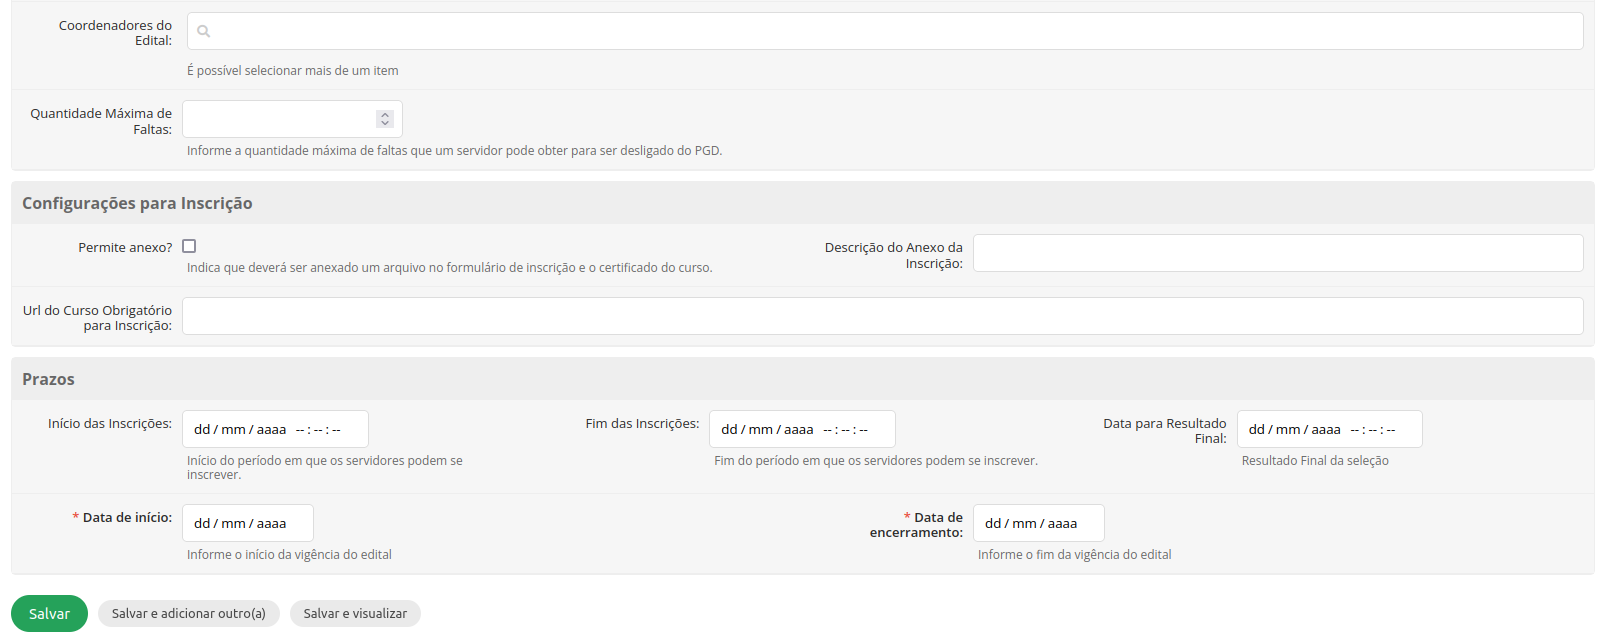 Coordenadores do
Edital:
É possível selecionar mais de um item
Quantidade Máxima de
Faltas:
Informe a quantidade máxima de faltas que um servidor pode obter para ser desligado do PGD.
Configurações para Inscrição
Permite anexo?
Indica que deverá ser anexado um arquivo no formulário de inscrição e o certificado do curso.
Descrição do Anexo da
Inscrição:
Url do Curso Obrigatório
para Inscrição:
Prazos
Início das Inscrições:
dd / mm / aaaa -- : -- : --
Início do período em que os servidores podem se
inscrever.
Fim das Inscrições:
dd / mm / aaaa -- : -- : --
Fim do período em que os servidores podem se inscrever.
Data para Resultado
Final:
dd / mm / aaaa -- : -- : --
Resultado Final da seleção
* Data de início:
dd / mm / aaaa
Informe o início da vigência do edital
* Data de
encerramento:
dd / mm / aaaa
Informe o fim da vigência do edital
Salvar
Salvar e adicionar outro(a)
Salvar e visualizar